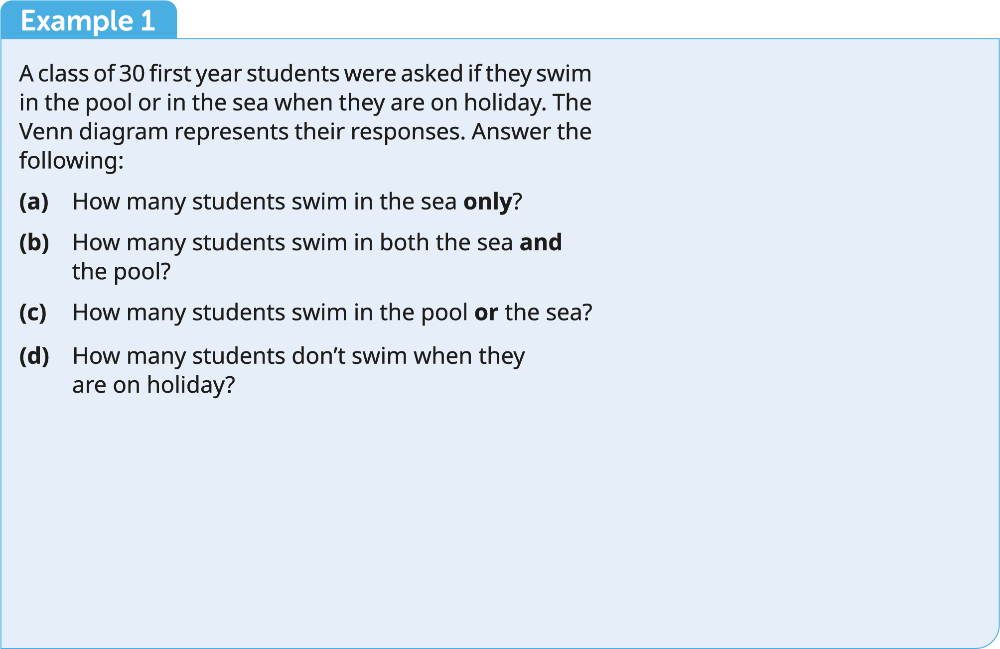 Example 1
A class of 30 first year students were asked if they swim
in the pool or in the sea when they are on holiday. The
Venn diagram represents their responses. Answer the
following:
(a) How many students swim in the sea only?
(b) How many students swim in both the sea and
the pool?
(c) How many students swim in the pool or the sea?
(d) How many students don’t swim when they
are on holiday?